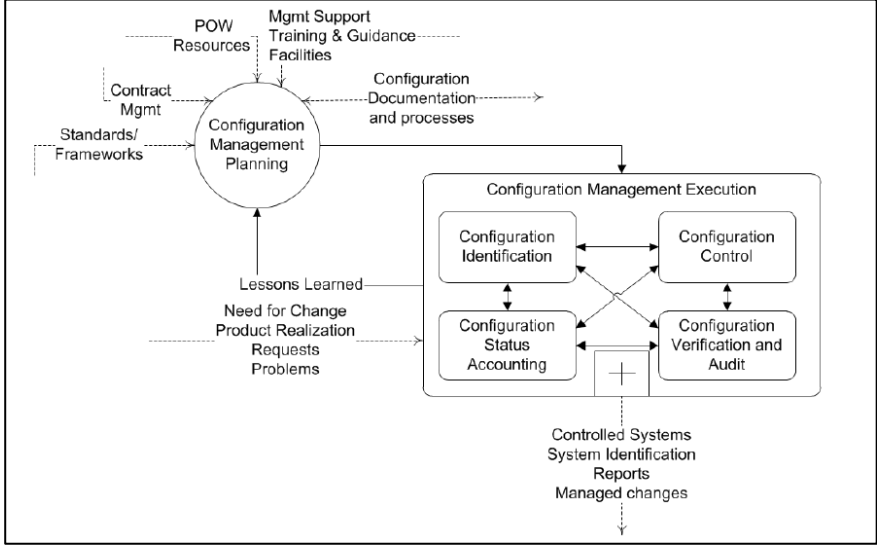 POW
Resources
Mgmt Support
Training & Guidance
Facilities
Contract
Mgmt
Configuration
Documentation
and processes
Standards/
Frameworks
Configuration
Management
Planning
Configuration Management Execution
Configuration
Identification
Configuration
Control
Lessons Learned
Need for Change
Product Realization
Requests
Problems
Configuration
Status
Accounting
Configuration
Verification and
Audit
Controlled Systems
System Identification
Reports
Managed changes